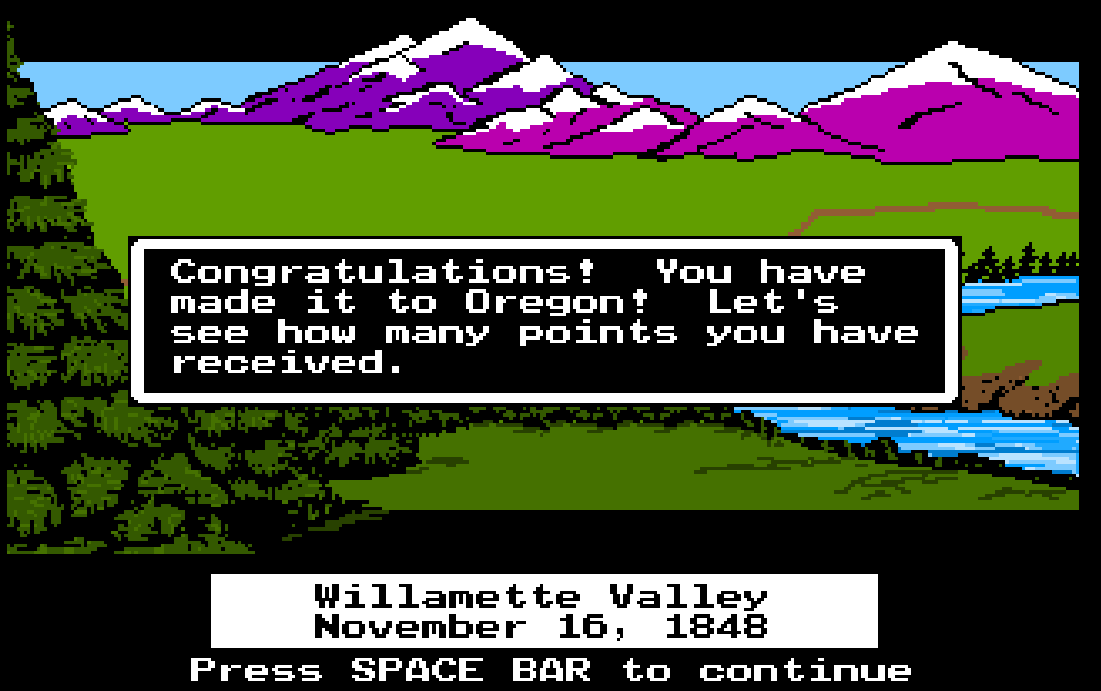 Congratulations!  You have
made it to Oregon!  Let's
see how many points you have
received.
Willamette Valley
November 16, 1848
Press SPACE BAR to continue